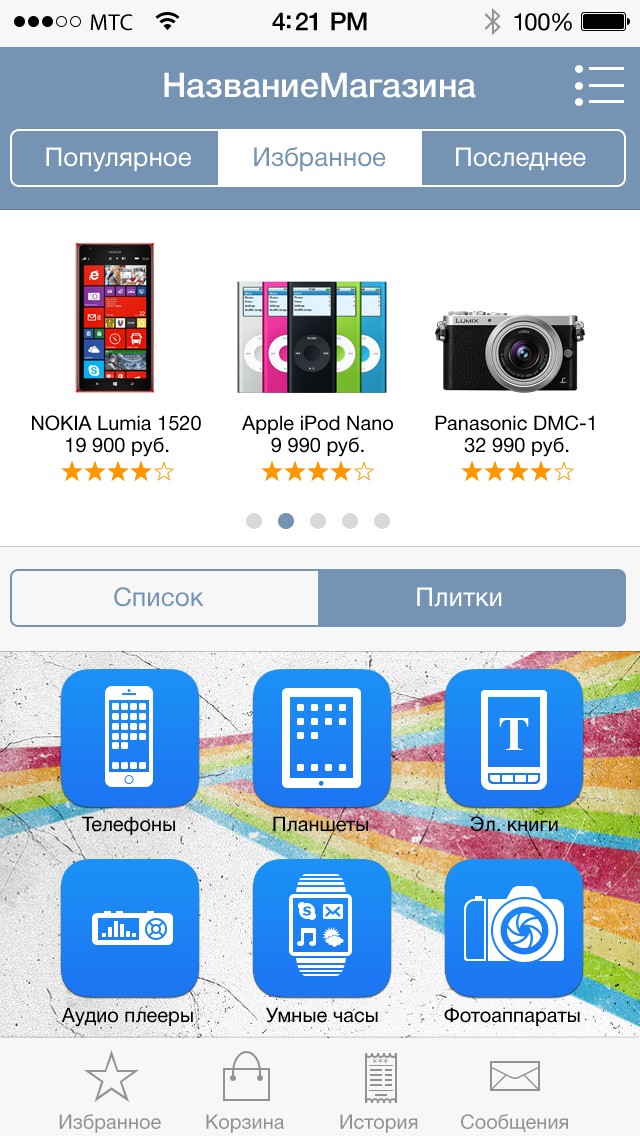 МТС 4:21 PM 100%
НазваниеМагазина
Популярное Избранное Последнее
LUMIX
NOKIA Lumia 1520 Apple iPod Nano Panasonic DMC-1
19 900 руб. 9 990 руб. 32 990 руб.
Список Плитки
T
Телефоны Планшеты Эл. книги
Аудио плееры Умные часы Фотоаппараты
Избранное Корзина История Сообщения